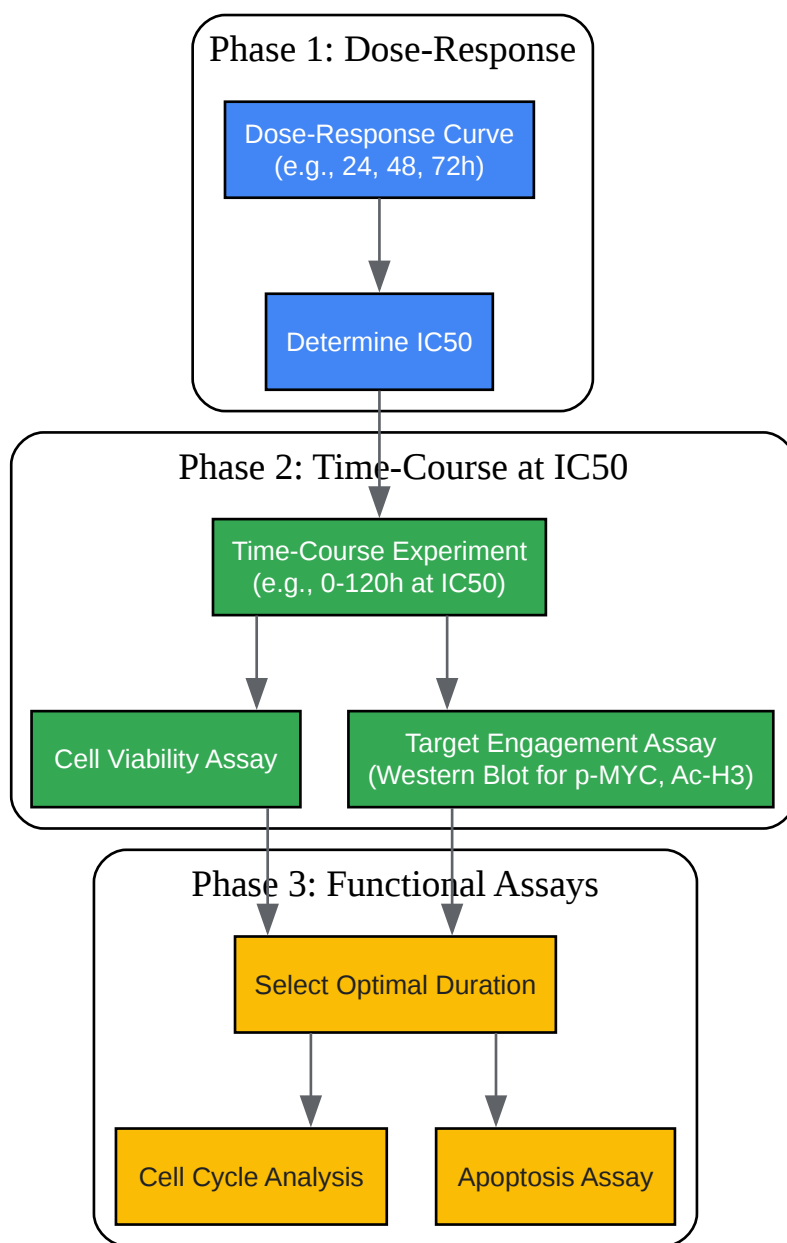 Phase 1: Dose-Response
Dose-Response Curve
(e.g., 24, 48, 72h)
Determine IC50
Phase 2: Time-Course at IC50
Time-Course Experiment
(e.g., 0-120h at IC50)
Cell Viability Assay
Target Engagement Assay
(Western Blot for p-MYC, Ac-H3)
Phase 3: Functional Assays
Select Optimal Duration
Cell Cycle Analysis
Apoptosis Assay